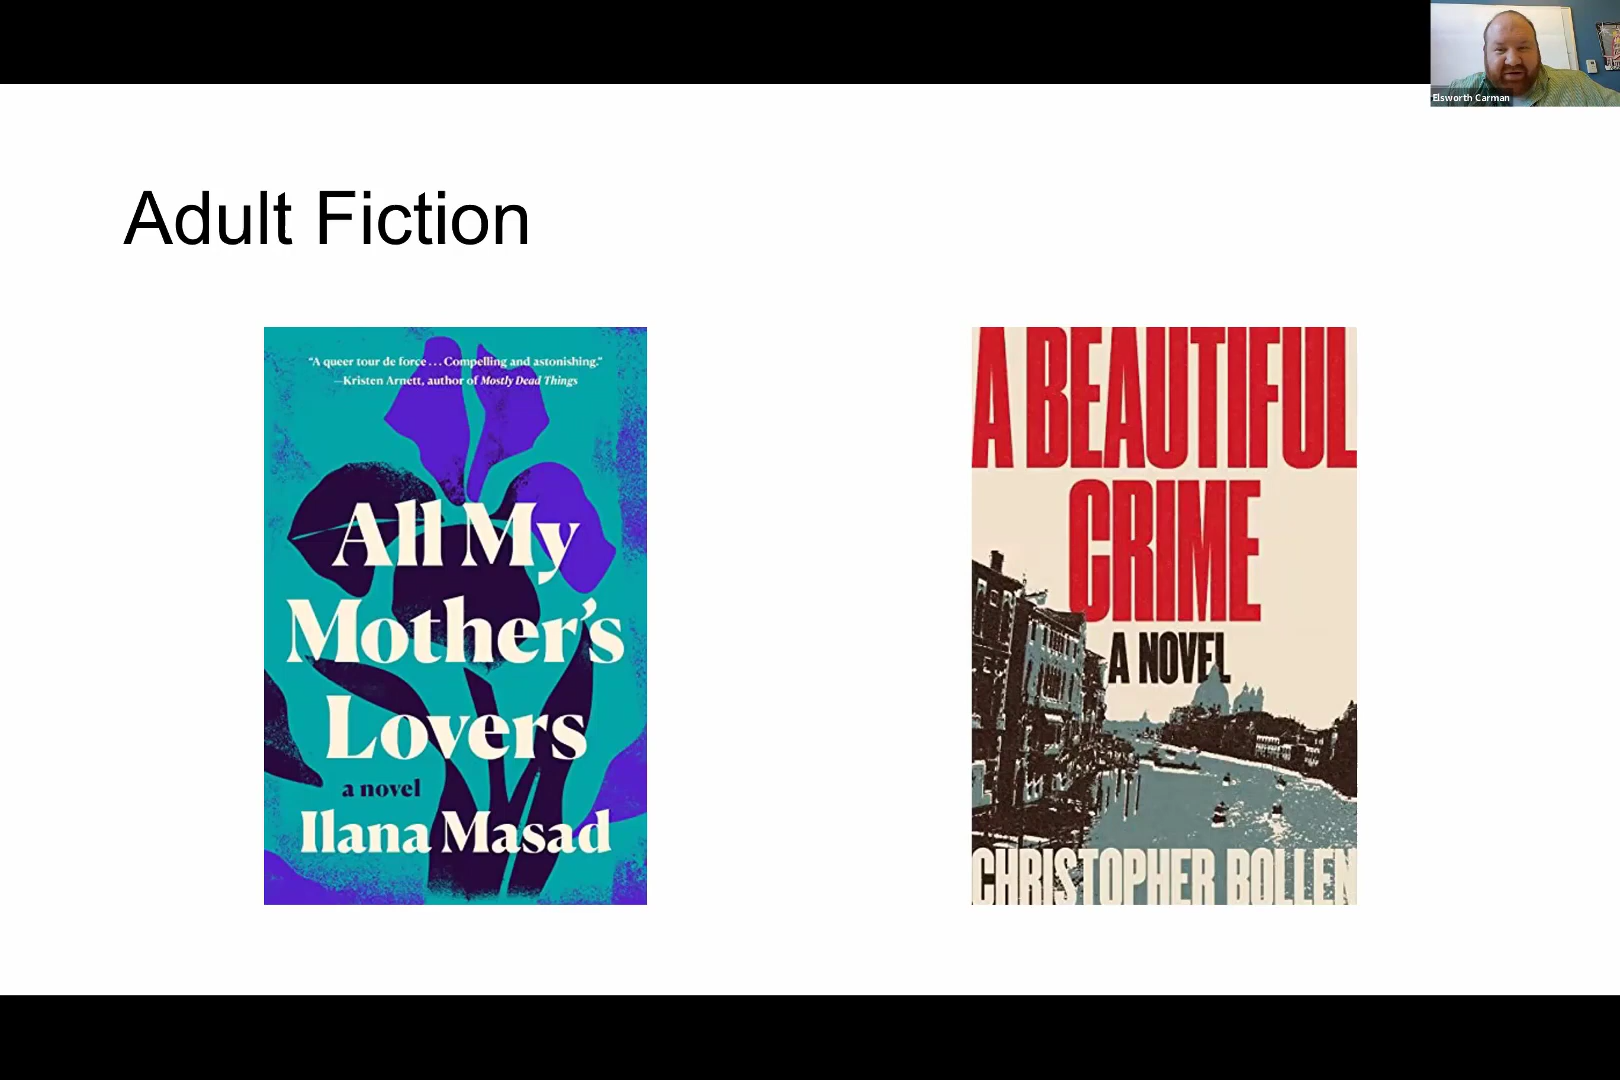 Elsworth Carman
Adult Fiction
“A queer tour de force . . . Compelling and astonishing.”
—Kristen Arnett, author of Mostly Dead Things
All My
Mother’s
Lovers
a novel
Ilana Masad
A BEAUTIFUL
CRIME
A NOVEL
CHRISTOPHER BOLLEN